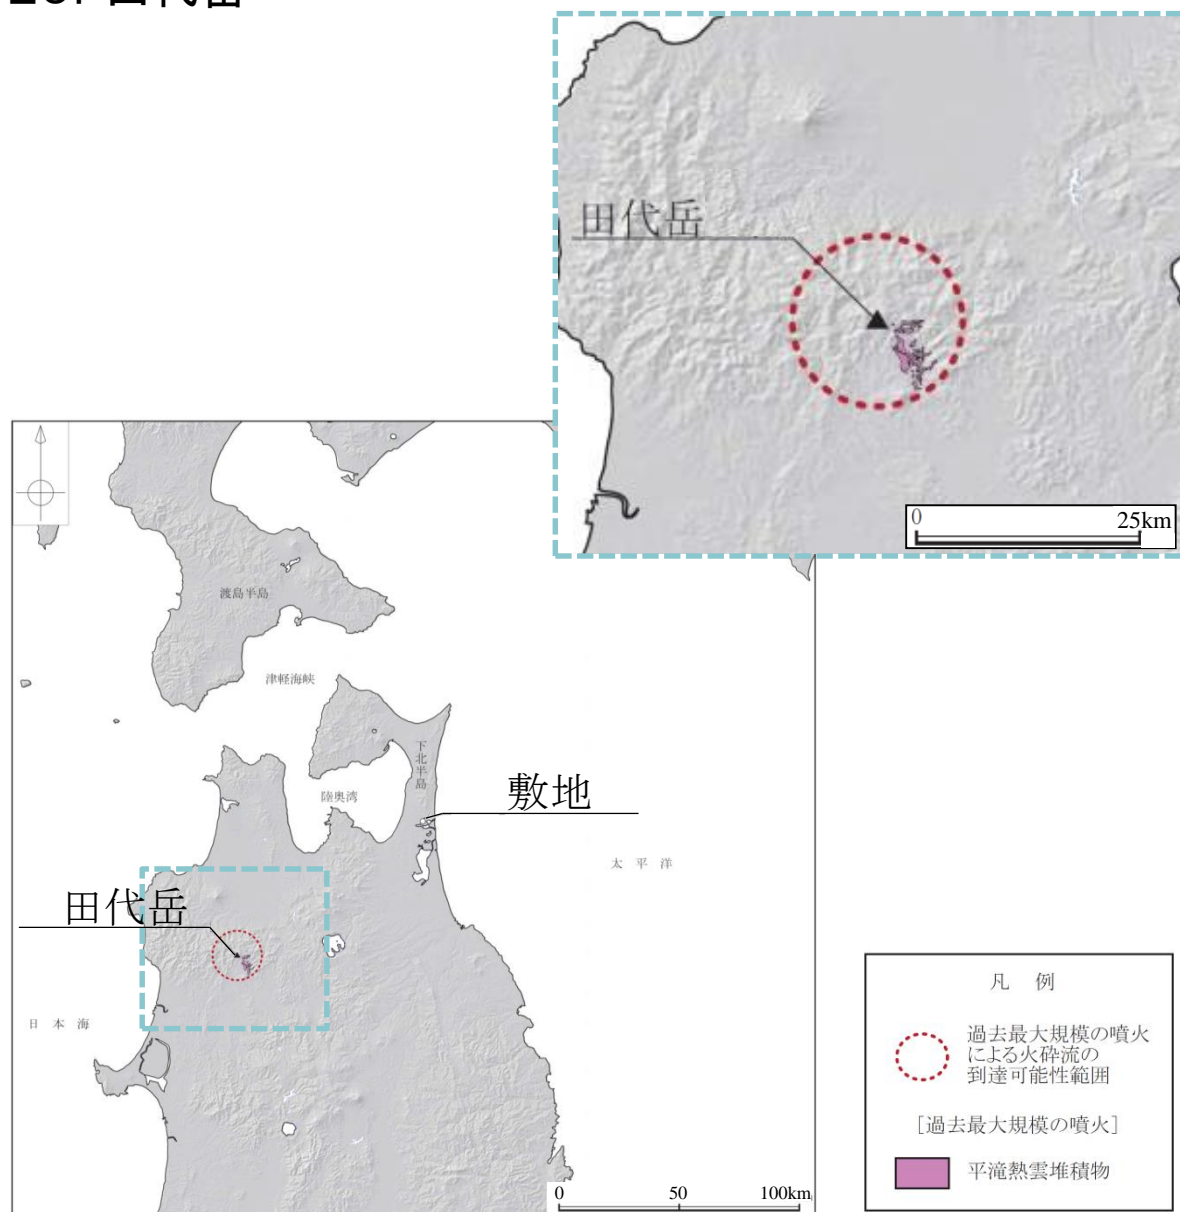 田代岳
田代岳
0 25km
渡島半島
津軽海峡
下北半島
陸奥湾
敷地
太平洋
田代岳
日本海
0 50 100km
凡 例
過去最大規模の噴火
による火砕流の
到達可能性範囲
[過去最大規模の噴火]
平滝熱雲堆積物